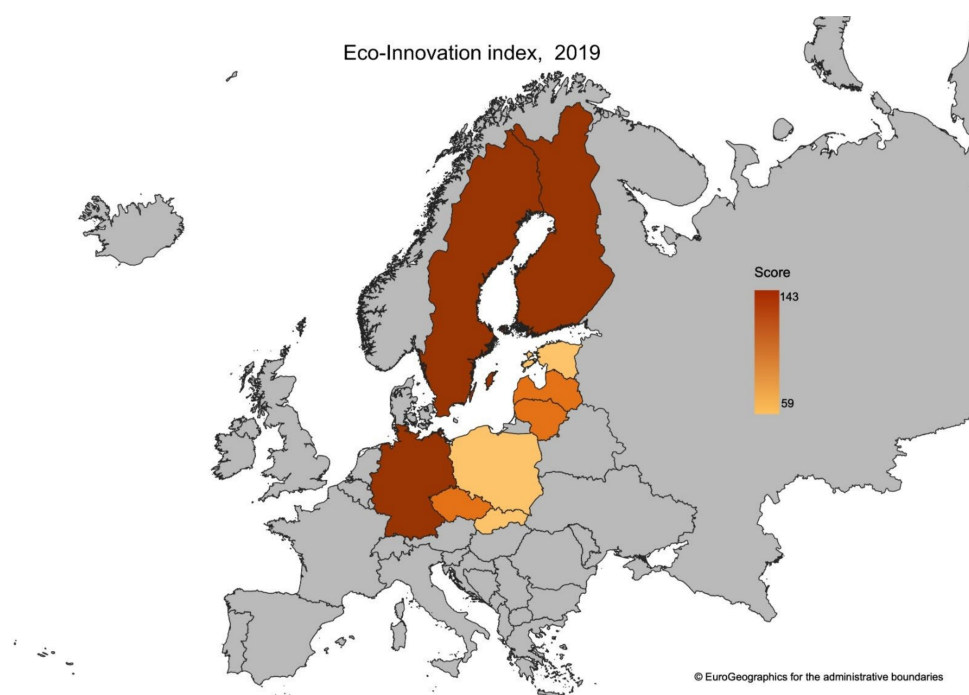 Eco-Innovation index, 2019
Score
143
59
© EuroGeographics for the administrative boundaries